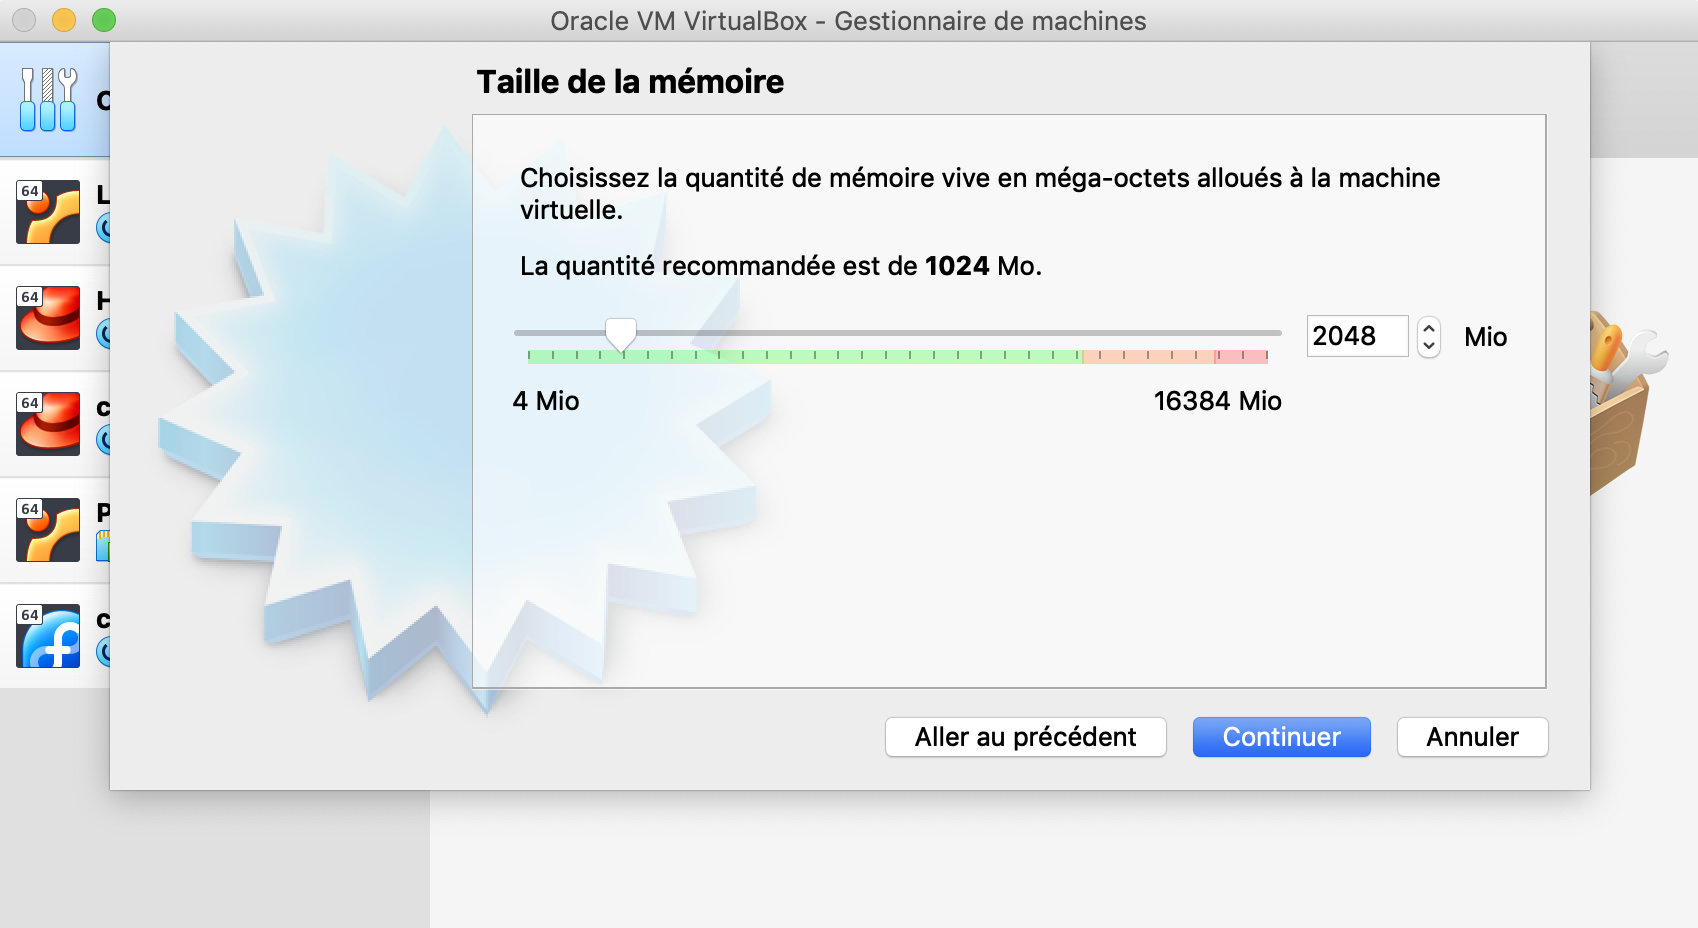 Oracle VM VirtualBox - Gestionnaire de machines
Taille de la mémoire
Choisissez la quantité de mémoire vive en méga-octets alloués à la machine
virtuelle.
La quantité recommandée est de 1024 Mo.
2048 Mio
4 Mio 16384 Mio
64 L
64 H
64 c
64 P
64 c
Aller au précédent Continuer Annuler